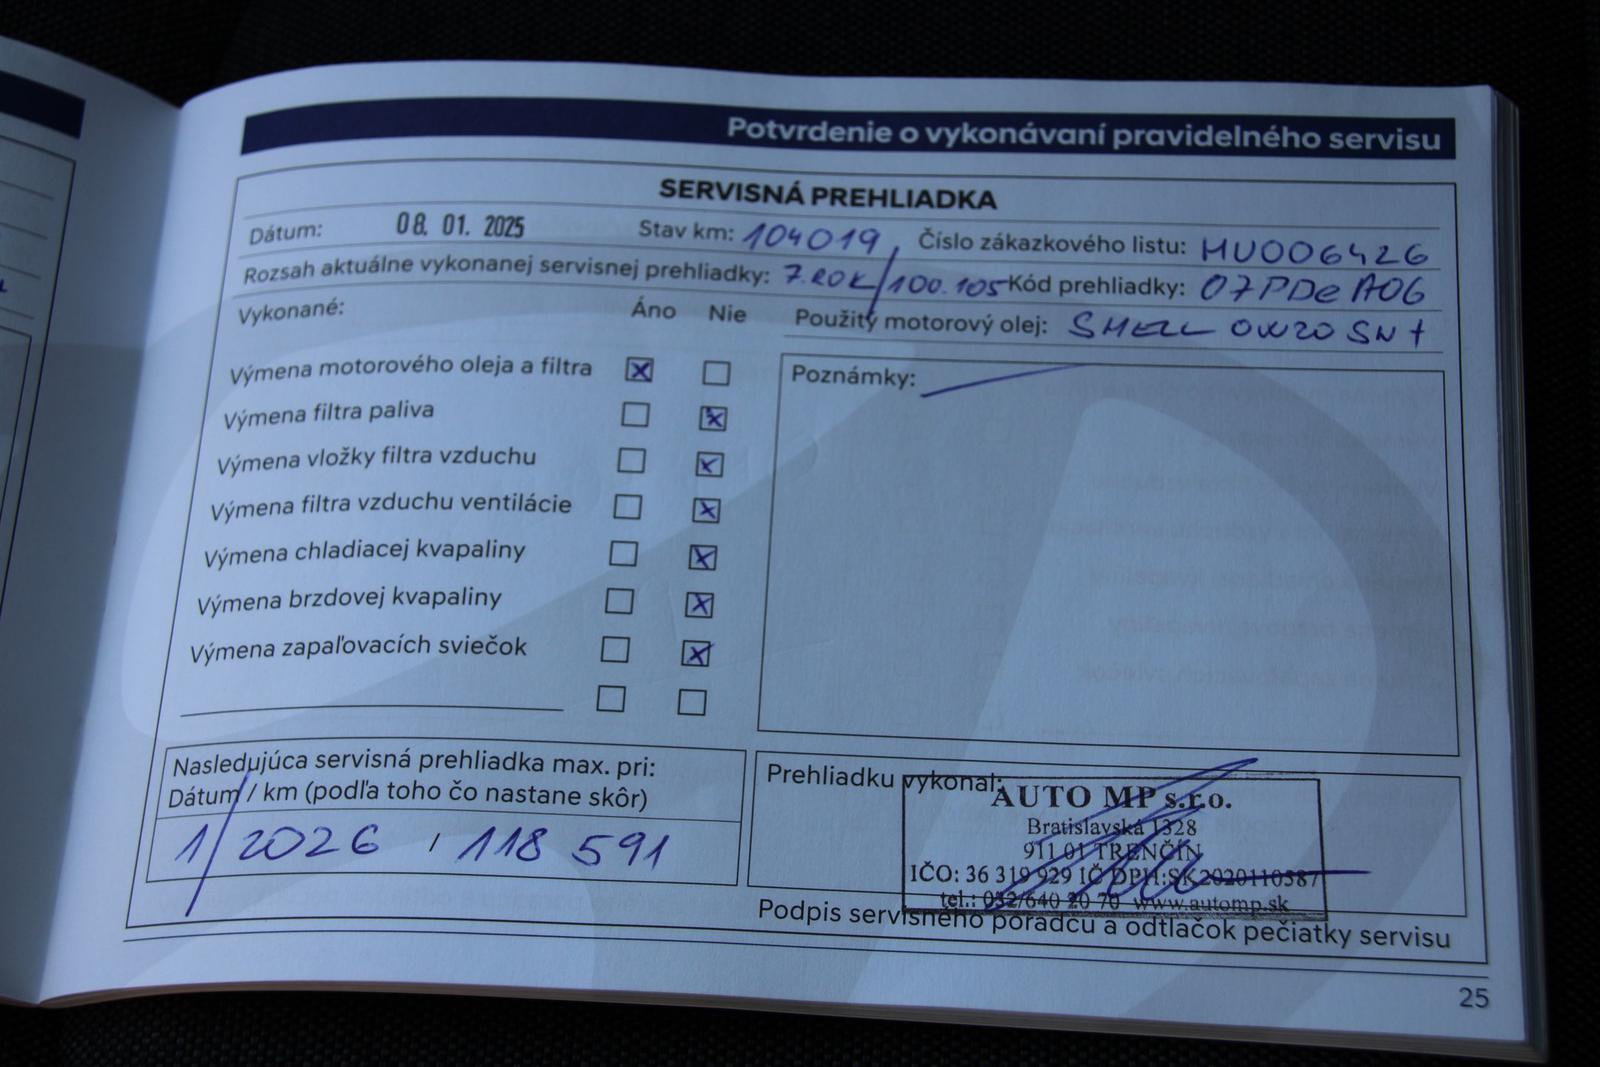 Potvrdenie o vykonávaní pravidelného servisu
SERVISNÁ PREHLIADKA
Dátum: 08. 01. 2025 Stav km: 104019 Číslo zákazkového listu: HU006426
Rozsah aktuálne vykonanej servisnej prehliadky: 7.ROK/100.105 Kód prehliadky: 07PDeA06
Vykonané: Áno Nie Použitý motorový olej: SHELL 0W20 SN+
Výmena motorového oleja a filtra
Poznámky:
Výmena filtra paliva
Výmena vložky filtra vzduchu
Výmena filtra vzduchu ventilácie
Výmena chladiacej kvapaliny
Výmena brzdovej kvapaliny
Výmena zapaľovacích sviečok
Nasledujúca servisná prehliadka max. pri:
Dátum / km (podľa toho čo nastane skôr)
1/2026 / 118 591
Prehliadku vykonal:
AUTO MP s.r.o.
Bratislavská 1328
911 01 TRENČÍN
IČO: 36 319 929 IČ DPH:SK2020110387
tel.: 032/640 20 70 www.automp.sk
Podpis servisného poradcu a odtlačok pečiatky servisu
25